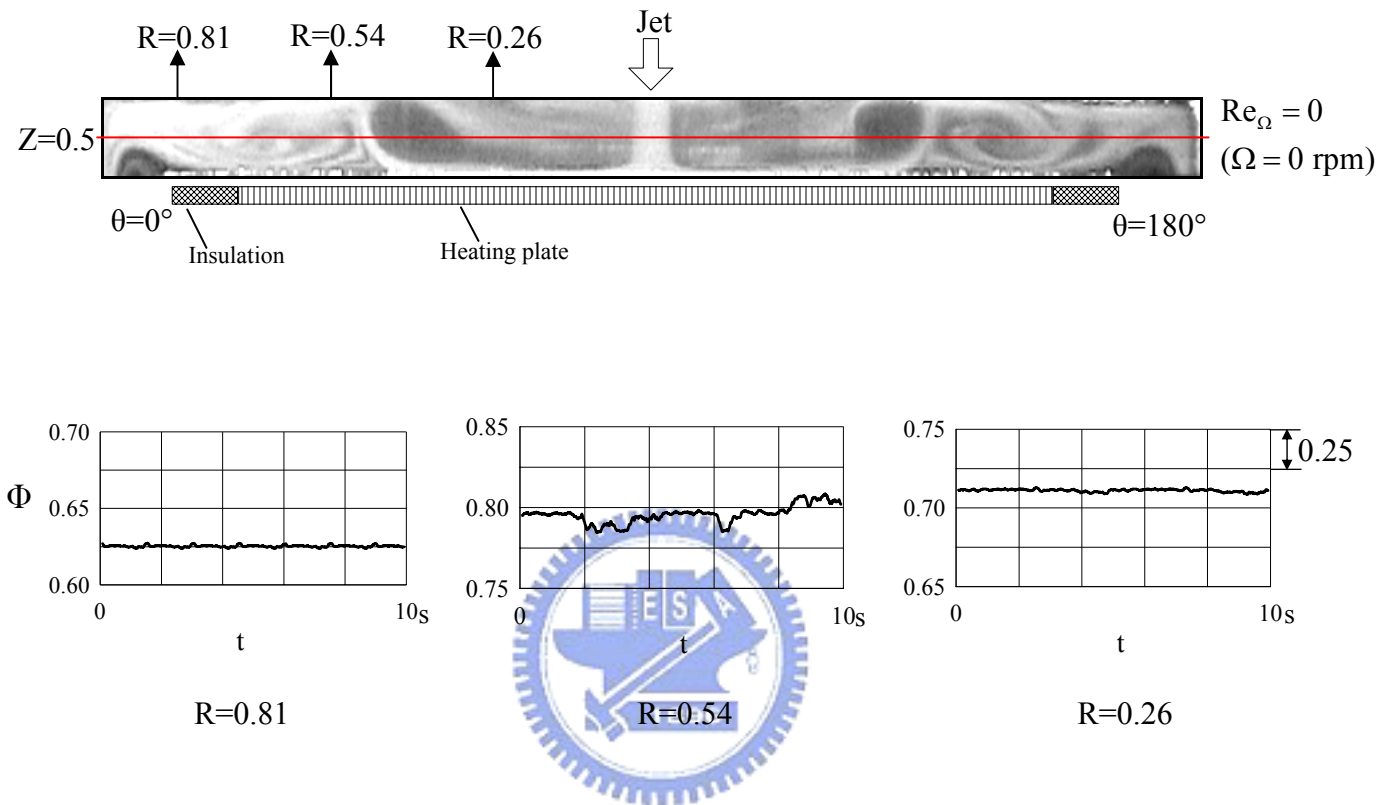 Jet
R=0.81 R=0.54 R=0.26
Z=0.5
Re_Ω = 0
(Ω = 0 rpm)
θ=0° θ=180°
Insulation Heating plate
Φ
0.70
0.65
0.60
0 10s
t
R=0.81
0.85
0.80
0.75
0 10s
t
E S A
R=0.54
0.75
0.70
0.65
0.25
0 10s
t
R=0.26